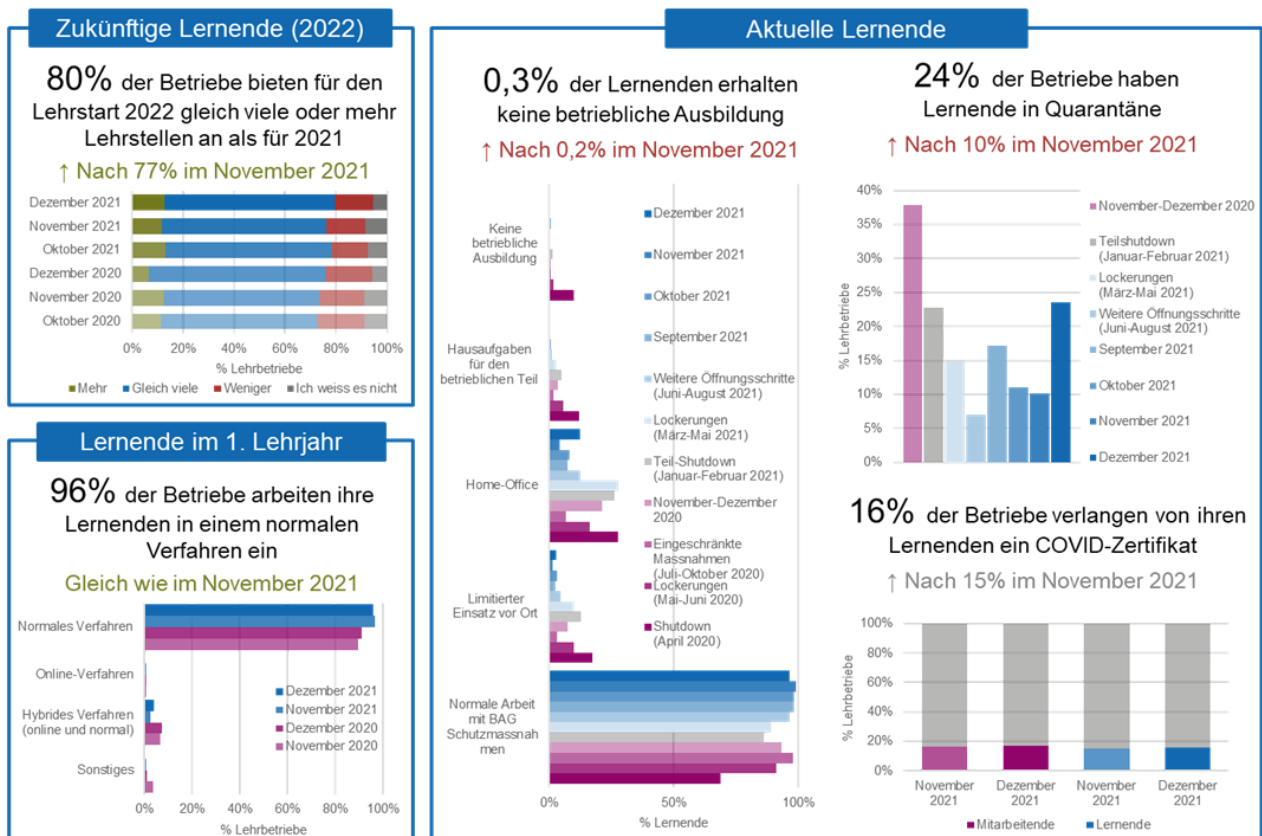 Zukünftige Lernende (2022)
80% der Betriebe bieten für den
Lehrstart 2022 gleich viele oder mehr
Lehrstellen an als für 2021
↑ Nach 77% im November 2021
Dezember 2021
November 2021
Oktober 2021
Dezember 2020
November 2020
Oktober 2020
0% 20% 40% 60% 80% 100%
% Lehrbetriebe
Mehr Gleich viele Weniger Ich weiss es nicht
Lernende im 1. Lehrjahr
96% der Betriebe arbeiten ihre
Lernenden in einem normalen
Verfahren ein
Gleich wie im November 2021
Normales Verfahren
Online-Verfahren
Hybrides Verfahren
(online und normal)
Sonstiges
Dezember 2021
November 2021
Dezember 2020
November 2020
0% 20% 40% 60% 80% 100%
% Lehrbetriebe
Aktuelle Lernende
0,3% der Lernenden erhalten
keine betriebliche Ausbildung
↑ Nach 0,2% im November 2021
Keine
betriebliche
Ausbildung
Hausaufgaben
für den
betrieblichen Teil
Home-Office
Limitierter
Einsatz vor Ort
Normale Arbeit
mit BAG
Schutzmassnah
men
Dezember 2021
November 2021
Oktober 2021
September 2021
Weitere Öffnungsschritte
(Juni-August 2021)
Lockerungen
(März-Mai 2021)
Teil-Shutdown
(Januar-Februar 2021)
November-Dezember
2020
Eingeschränkte
Massnahmen
(Juli-Oktober 2020)
Lockerungen
(Mai-Juni 2020)
Shutdown
(April 2020)
0% 50% 100%
% Lernende
24% der Betriebe haben
Lernende in Quarantäne
↑ Nach 10% im November 2021
40%
35%
30%
25%
20%
15%
10%
5%
0%
% Lehrbetriebe
November-Dezember 2020
Teilshutdown
(Januar-Februar 2021)
Lockerungen
(März-Mai 2021)
Weitere Öffnungsschritte
(Juni-August 2021)
September 2021
Oktober 2021
November 2021
Dezember 2021
16% der Betriebe verlangen von ihren
Lernenden ein COVID-Zertifikat
↑ Nach 15% im November 2021
100%
80%
60%
40%
20%
0%
% Lehrbetriebe
November Dezember November Dezember
2021 2021 2021 2021
Mitarbeitende Lernende